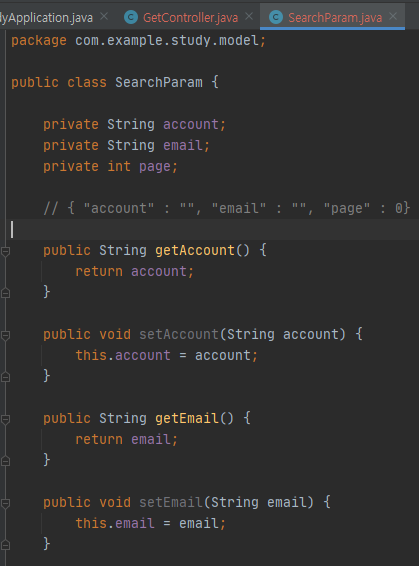 dyApplication.java
GetController.java
SearchParam.java
package com.example.study.model;
public class SearchParam {
private String account;
private String email;
private int page;
// { "account" : "", "email" : "", "page" : 0}
public String getAccount() {
return account;
}
public void setAccount(String account) {
this.account = account;
}
public String getEmail() {
return email;
}
public void setEmail(String email) {
this.email = email;
}